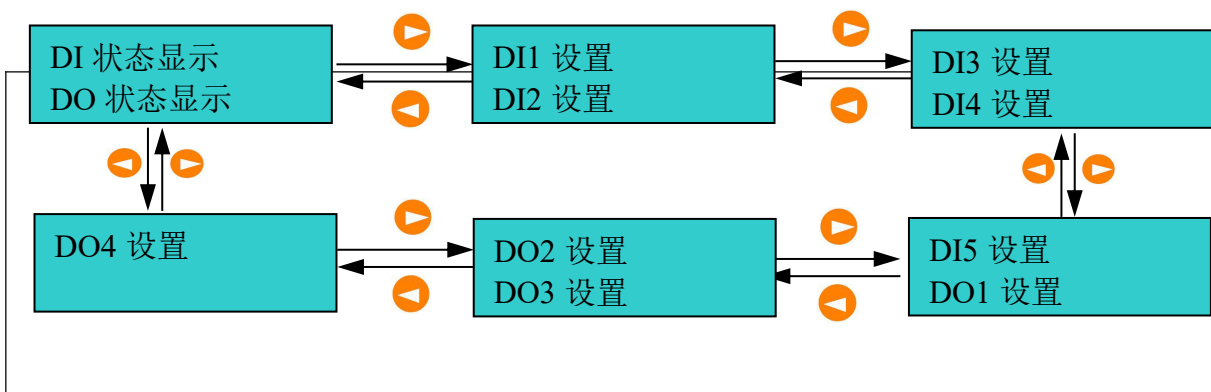 DI 状态显示
DO 状态显示
DI1 设置
DI2 设置
DI3 设置
DI4 设置
DO4 设置
DO2 设置
DO3 设置
DI5 设置
DO1 设置